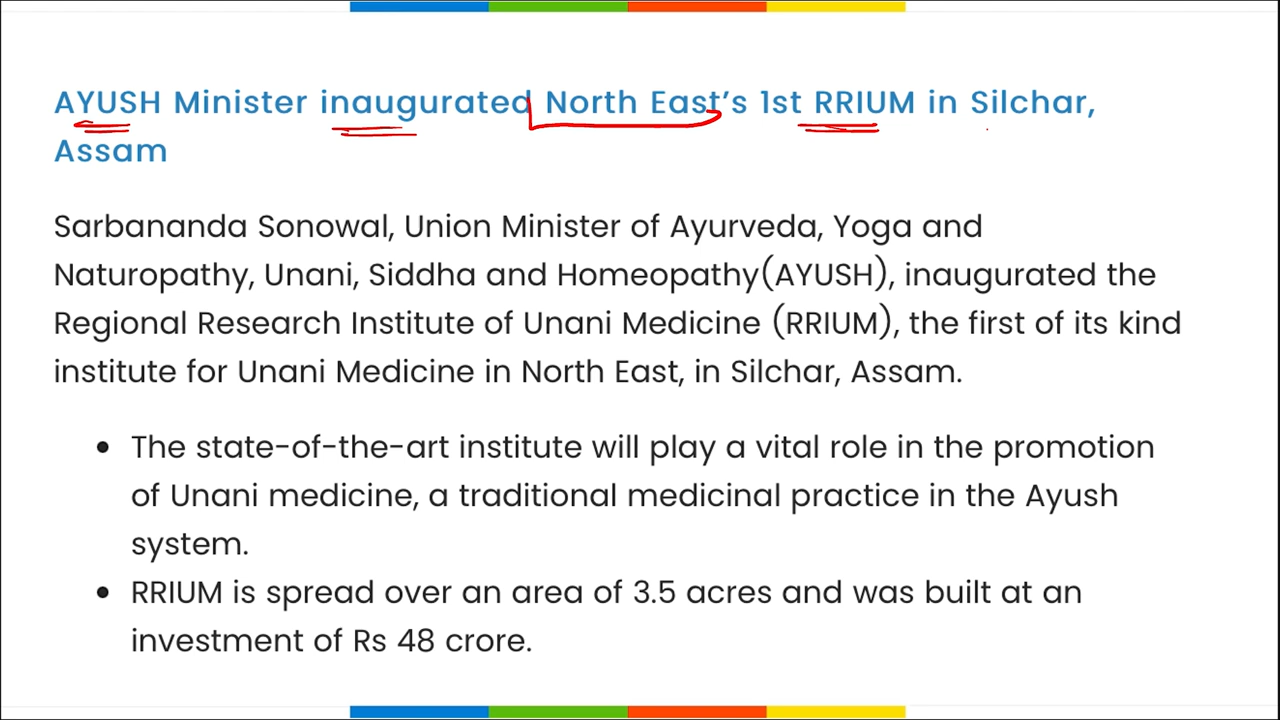 AYUSH Minister inaugurated North East's 1st RRIUM in Silchar,
Assam
Sarbananda Sonowal, Union Minister of Ayurveda, Yoga and
Naturopathy, Unani, Siddha and Homeopathy(AYUSH), inaugurated the
Regional Research Institute of Unani Medicine (RRIUM), the first of its kind
institute for Unani Medicine in North East, in Silchar, Assam.
• The state-of-the-art institute will play a vital role in the promotion
of Unani medicine, a traditional medicinal practice in the Ayush
system.
• RRIUM is spread over an area of 3.5 acres and was built at an
investment of Rs 48 crore.